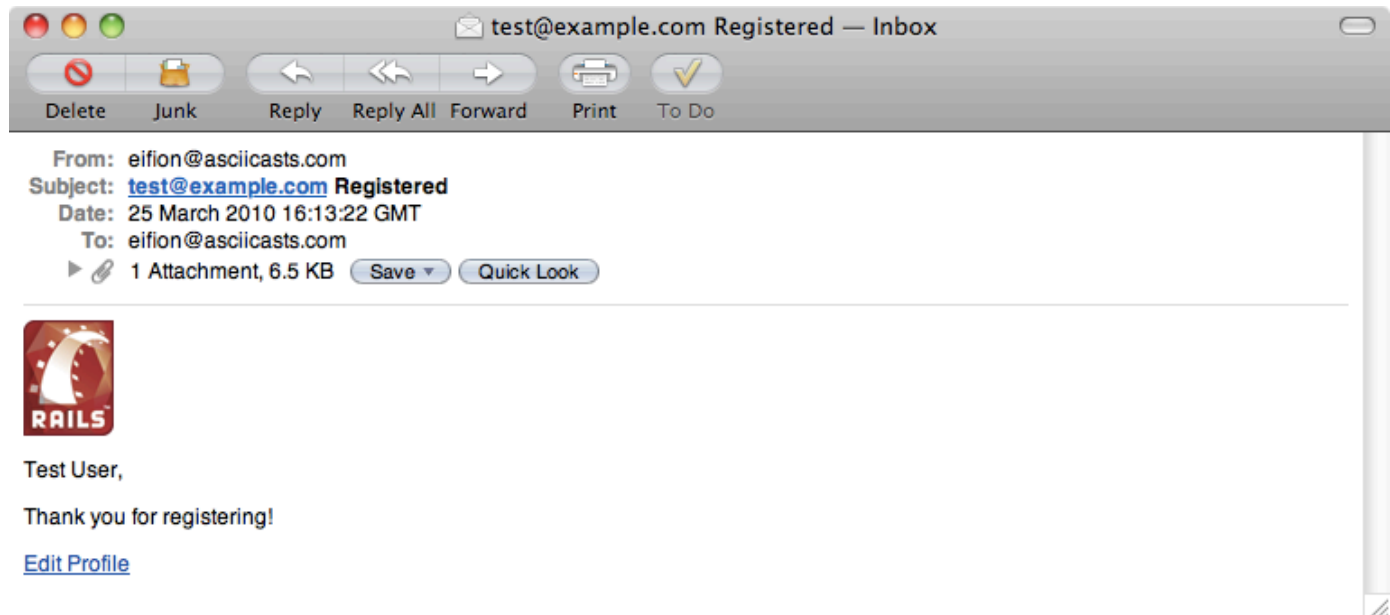 test@example.com Registered — Inbox
Delete Junk Reply Reply All Forward Print To Do
From: eifion@asciicasts.com
Subject: test@example.com Registered
Date: 25 March 2010 16:13:22 GMT
To: eifion@asciicasts.com
1 Attachment, 6.5 KB Save Quick Look
RAILS
Test User,
Thank you for registering!
Edit Profile